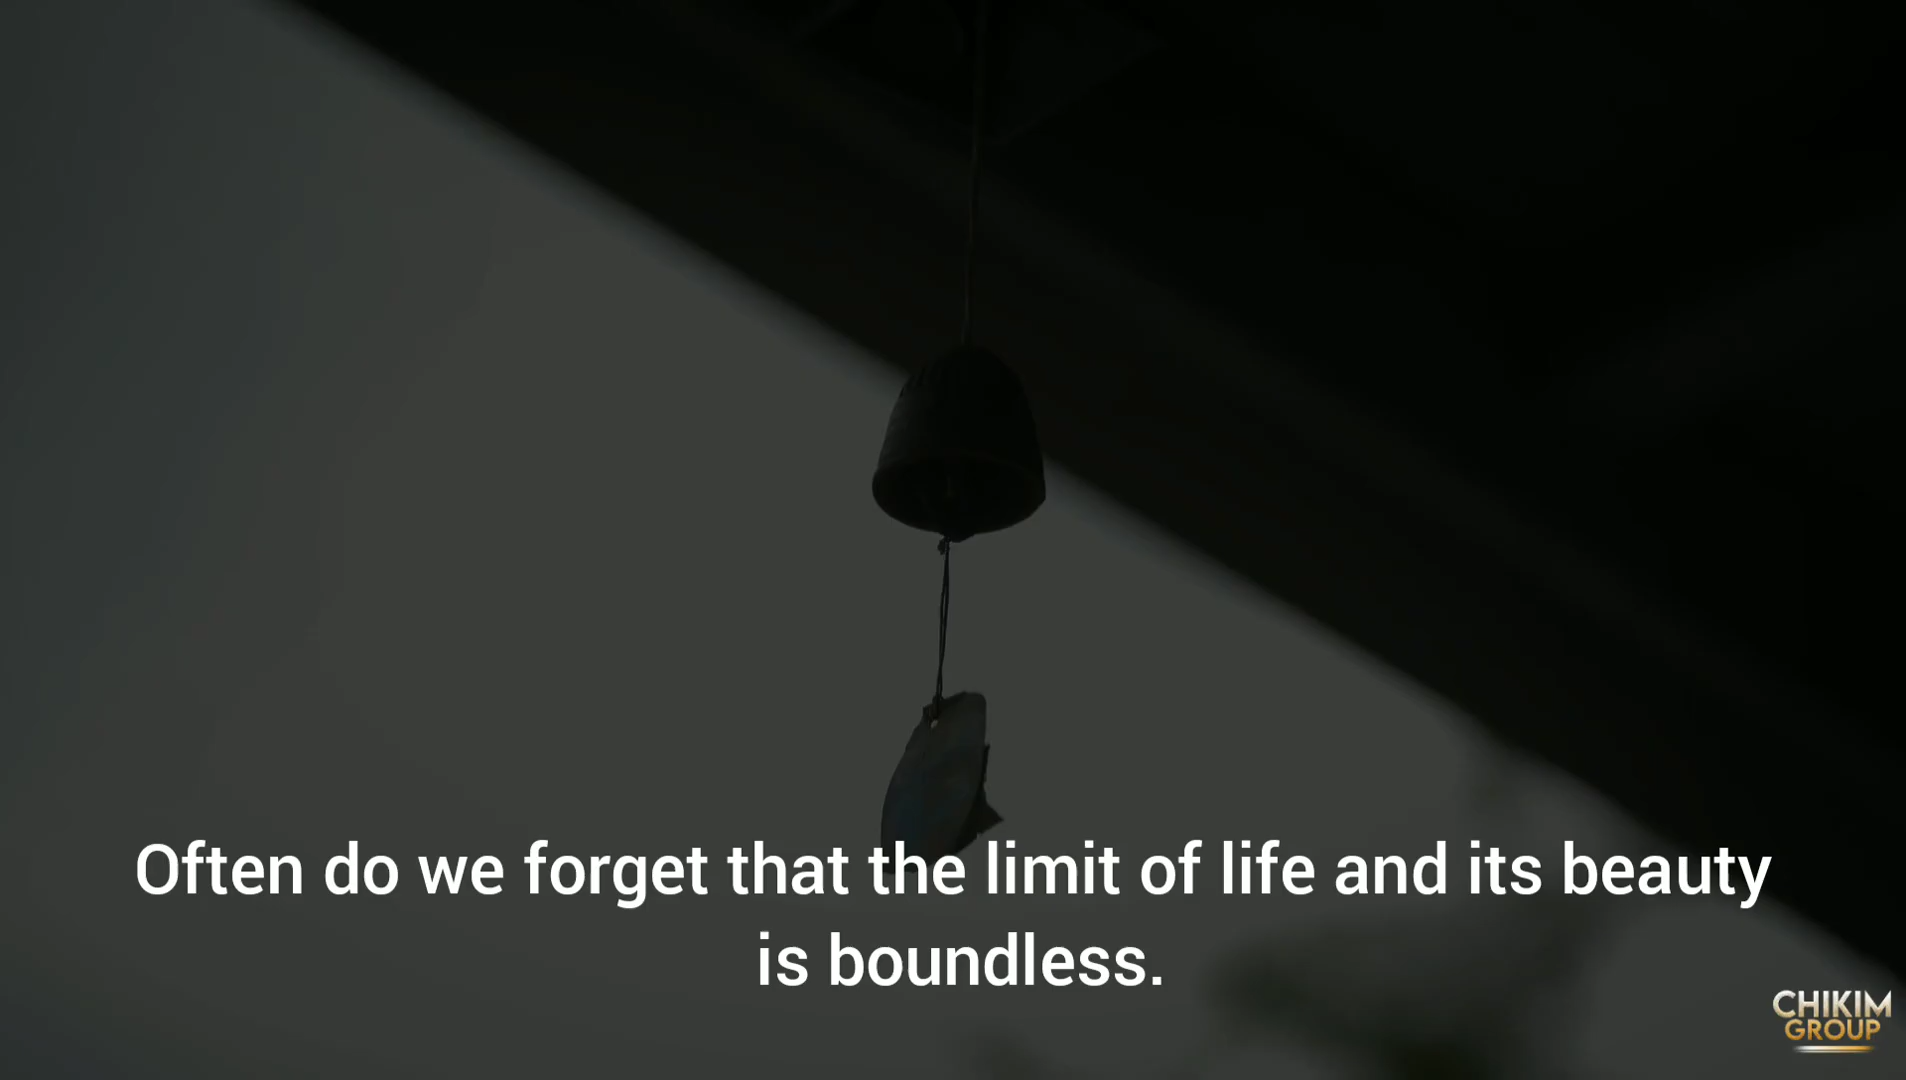 Often do we forget that the limit of life and its beauty
is boundless.
CHIKIM
GROUP